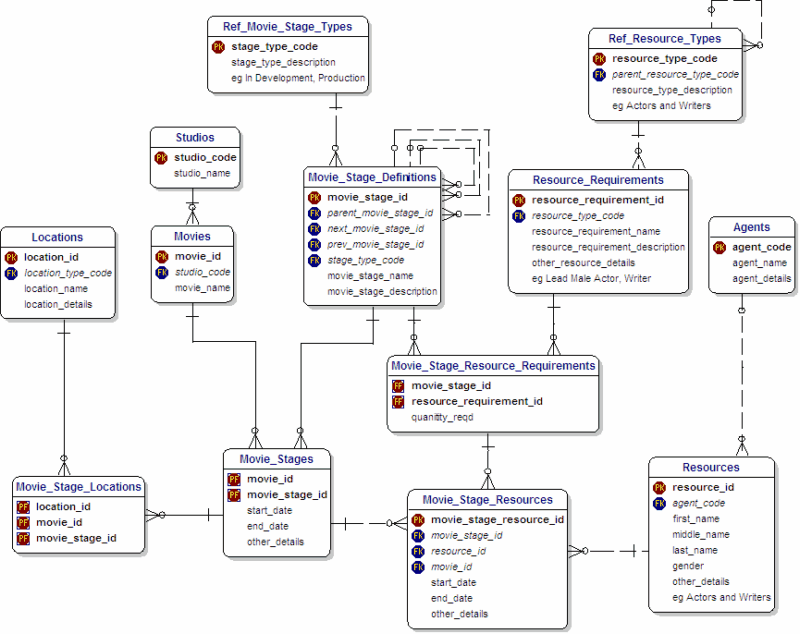 Ref_Movie_Stage_Types
PK stage_type_code
stage_type_description
eg In Development, Production
Ref_Resource_Types
PK resource_type_code
FK parent_resource_type_code
resource_type_description
eg Actors and Writers
Studios
PK studio_code
studio_name
Movie_Stage_Definitions
PK movie_stage_id
FK parent_movie_stage_id
FK next_movie_stage_id
FK prev_movie_stage_id
FK stage_type_code
movie_stage_name
movie_stage_description
Resource_Requirements
PK resource_requirement_id
FK resource_type_code
resource_requirement_name
resource_requirement_description
other_resource_details
eg Lead Male Actor, Writer
Locations
PK location_id
FK location_type_code
location_name
location_details
Movies
PK movie_id
FK studio_code
movie_name
Agents
PK agent_code
agent_name
agent_details
Movie_Stage_Resource_Requirements
PF movie_stage_id
PF resource_requirement_id
quanitty_reqd
Movie_Stage_Locations
PF location_id
PF movie_id
PF movie_stage_id
Movie_Stages
PF movie_id
PF movie_stage_id
start_date
end_date
other_details
Movie_Stage_Resources
PK movie_stage_resource_id
FK movie_stage_id
FK resource_id
FK movie_id
start_date
end_date
other_details
Resources
PK resource_id
FK agent_code
first_name
middle_name
last_name
gender
other_details
eg Actors and Writers